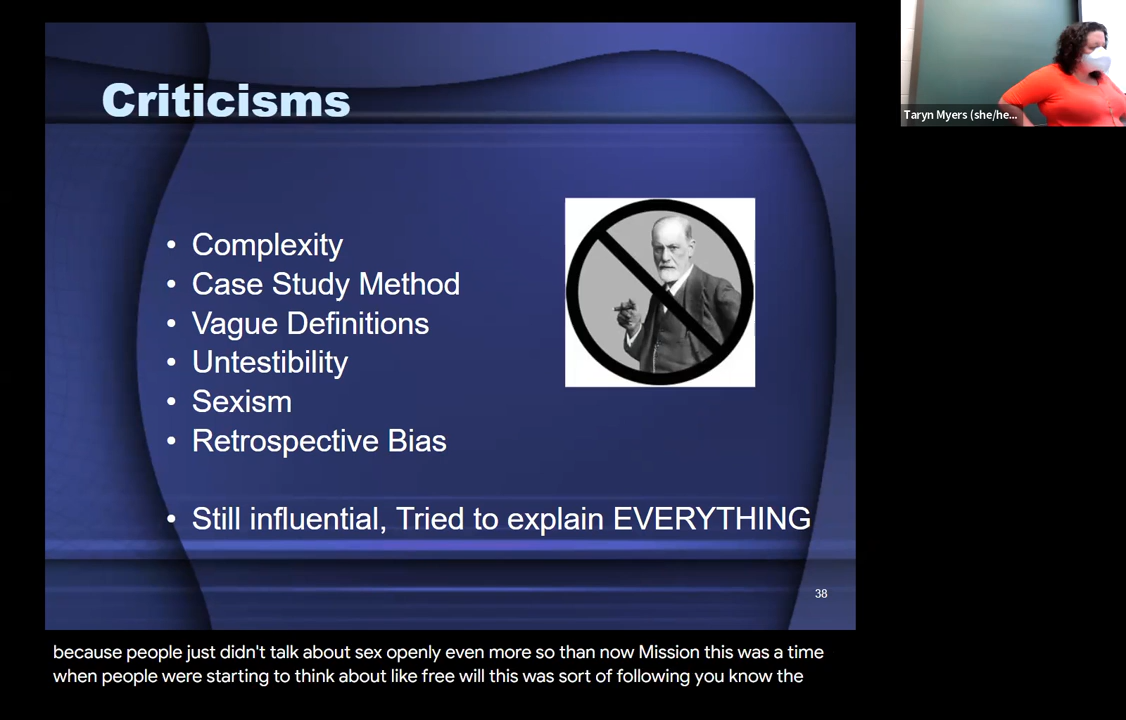 Criticisms
• Complexity
• Case Study Method
• Vague Definitions
• Untestibility
• Sexism
• Retrospective Bias
• Still influential, Tried to explain EVERYTHING
38
Taryn Myers (she/he...
because people just didn't talk about sex openly even more so than now Mission this was a time
when people were starting to think about like free will this was sort of following you know the